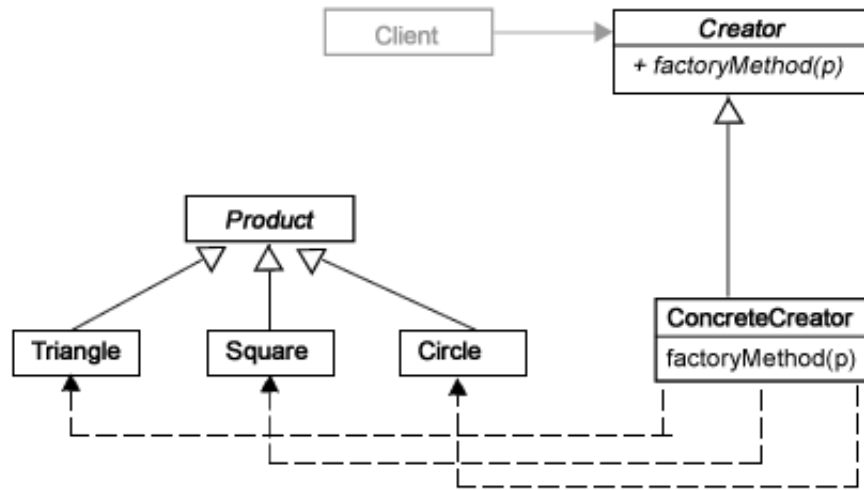 Client
Creator
+ factoryMethod(p)
Product
Triangle
Square
Circle
ConcreteCreator
factoryMethod(p)